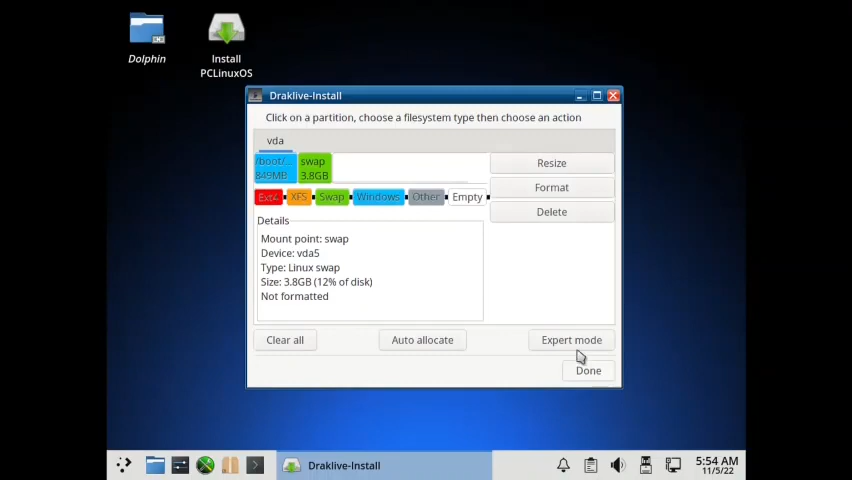 Dolphin
Install
PCLinuxOS
Draklive-Install
Click on a partition, choose a filesystem type then choose an action
vda
/boot/...
849MB
swap
3.8GB
Resize
Format
Delete
Ext4
XFS
Swap
Windows
Other
Empty
Details
Mount point: swap
Device: vda5
Type: Linux swap
Size: 3.8GB (12% of disk)
Not formatted
Clear all
Auto allocate
Expert mode
Done
Draklive-Install
5:54 AM
11/5/22